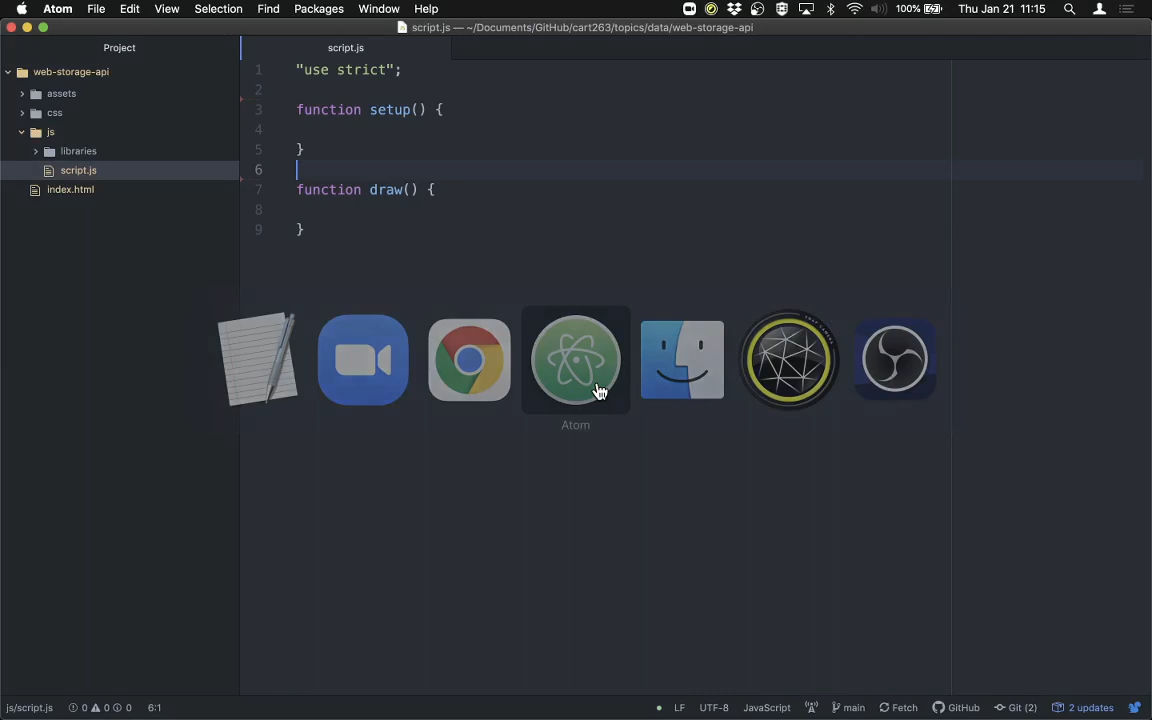 Atom File Edit View Selection Find Packages Window Help 100% Thu Jan 21 11:15
script.js — ~/Documents/GitHub/cart263/topics/data/web-storage-api
Project
script.js
web-storage-api
assets
css
js
libraries
script.js
index.html
1 "use strict";
2
3 function setup() {
4
5 }
6
7 function draw() {
8
9 }
Atom
js/script.js 0 0 0 6:1 LF UTF-8 JavaScript main Fetch GitHub Git (2) 2 updates